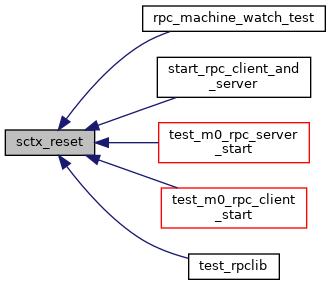 rpc_machine_watch_test
start_rpc_client_and
_server
sctx_reset
test_m0_rpc_server
_start
test_m0_rpc_client
_start
test_rpclib